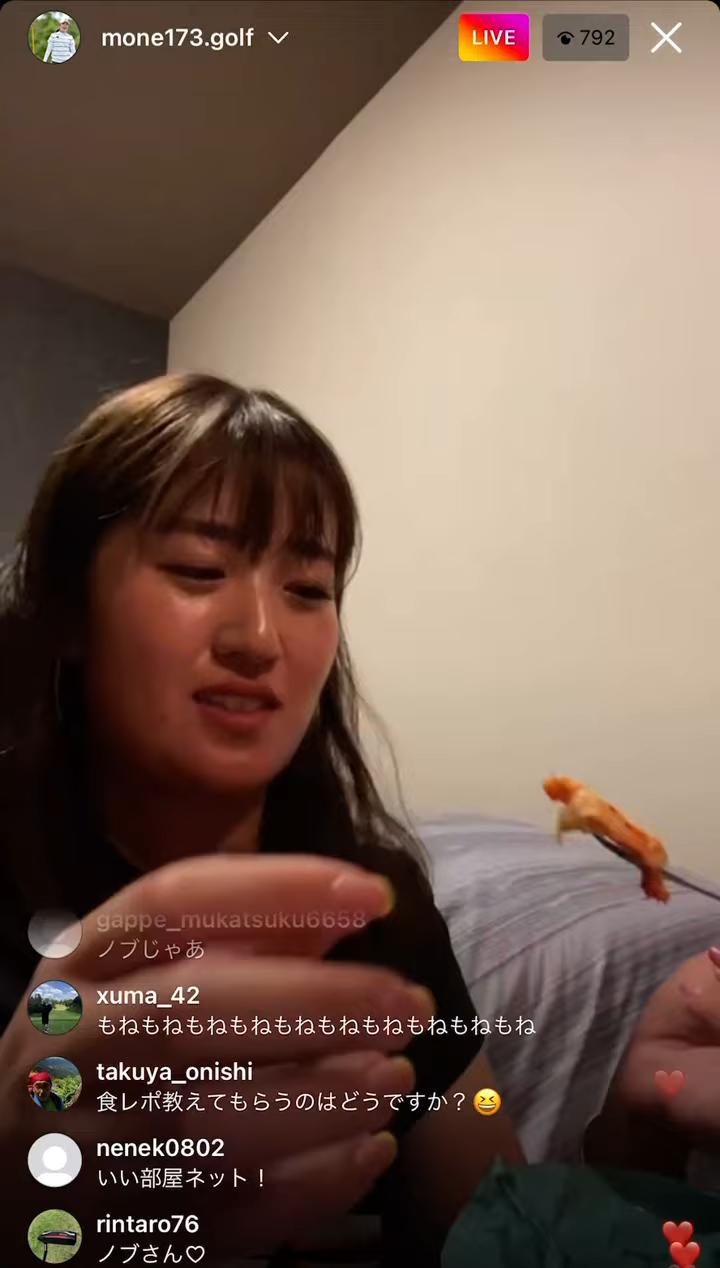 mone173.golf
LIVE
792
gappe_mukatsuku6658
ノブじゃあ
xuma_42
もねもねもねもねもねもねもねもねもねもね
takuya_onishi
食レポ教えてもらうのはどうですか？😆
nenek0802
いい部屋ネット！
rintaro76
ノブさん♡